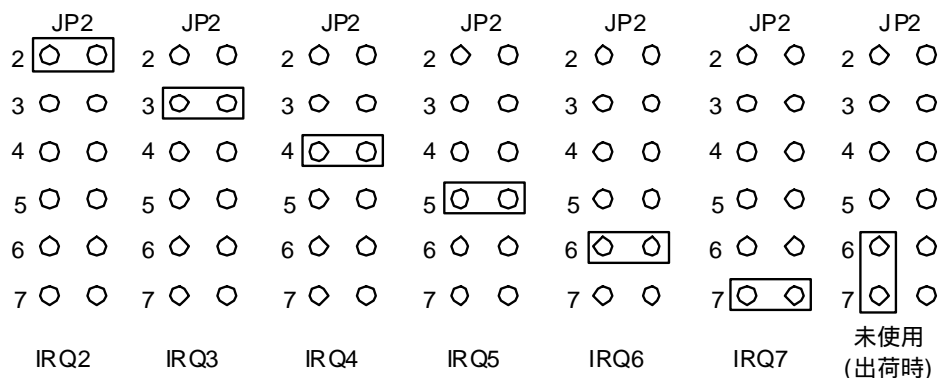 JP2 JP2 JP2 JP2 JP2 JP2 JP2
2 2 2 2 2 2 2
3 3 3 3 3 3 3
4 4 4 4 4 4 4
5 5 5 5 5 5 5
6 6 6 6 6 6 6
7 7 7 7 7 7 7
IRQ2 IRQ3 IRQ4 IRQ5 IRQ6 IRQ7 未使用
(出荷時)